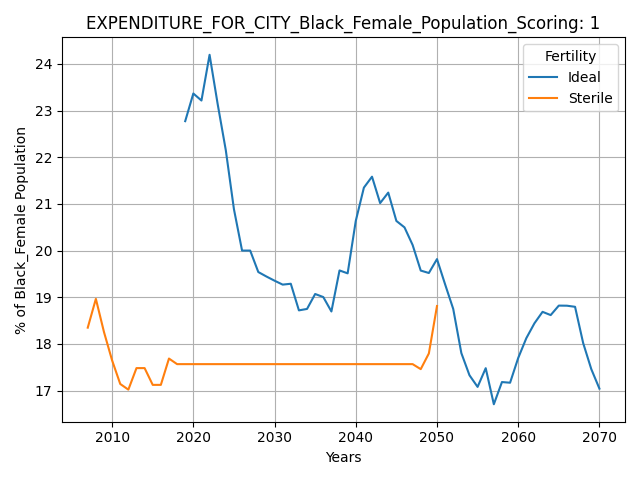 EXPENDITURE_FOR_CITY_Black_Female_Population_Scoring: 1
Fertility
Ideal
Sterile
% of Black_Female Population
24
23
22
21
20
19
18
17
2010
2020
2030
2040
2050
2060
2070
Years